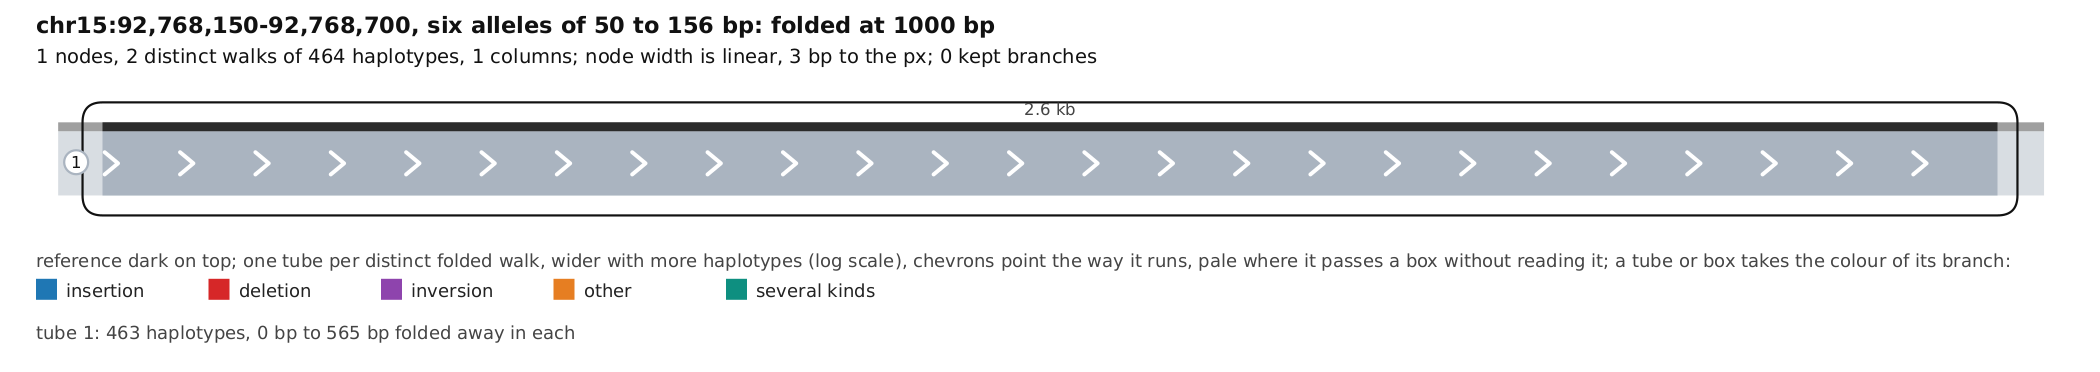 chr15:92,768,150-92,768,700, six alleles of 50 to 156 bp: folded at 1000 bp
1 nodes, 2 distinct walks of 464 haplotypes, 1 columns; node width is linear, 3 bp to the px; 0 kept branches
2.6 kb
1
reference dark on top; one tube per distinct folded walk, wider with more haplotypes (log scale), chevrons point the way it runs, pale where it passes a box without reading it; a tube or box takes the colour of its branch:
insertion deletion inversion other several kinds
tube 1: 463 haplotypes, 0 bp to 565 bp folded away in each